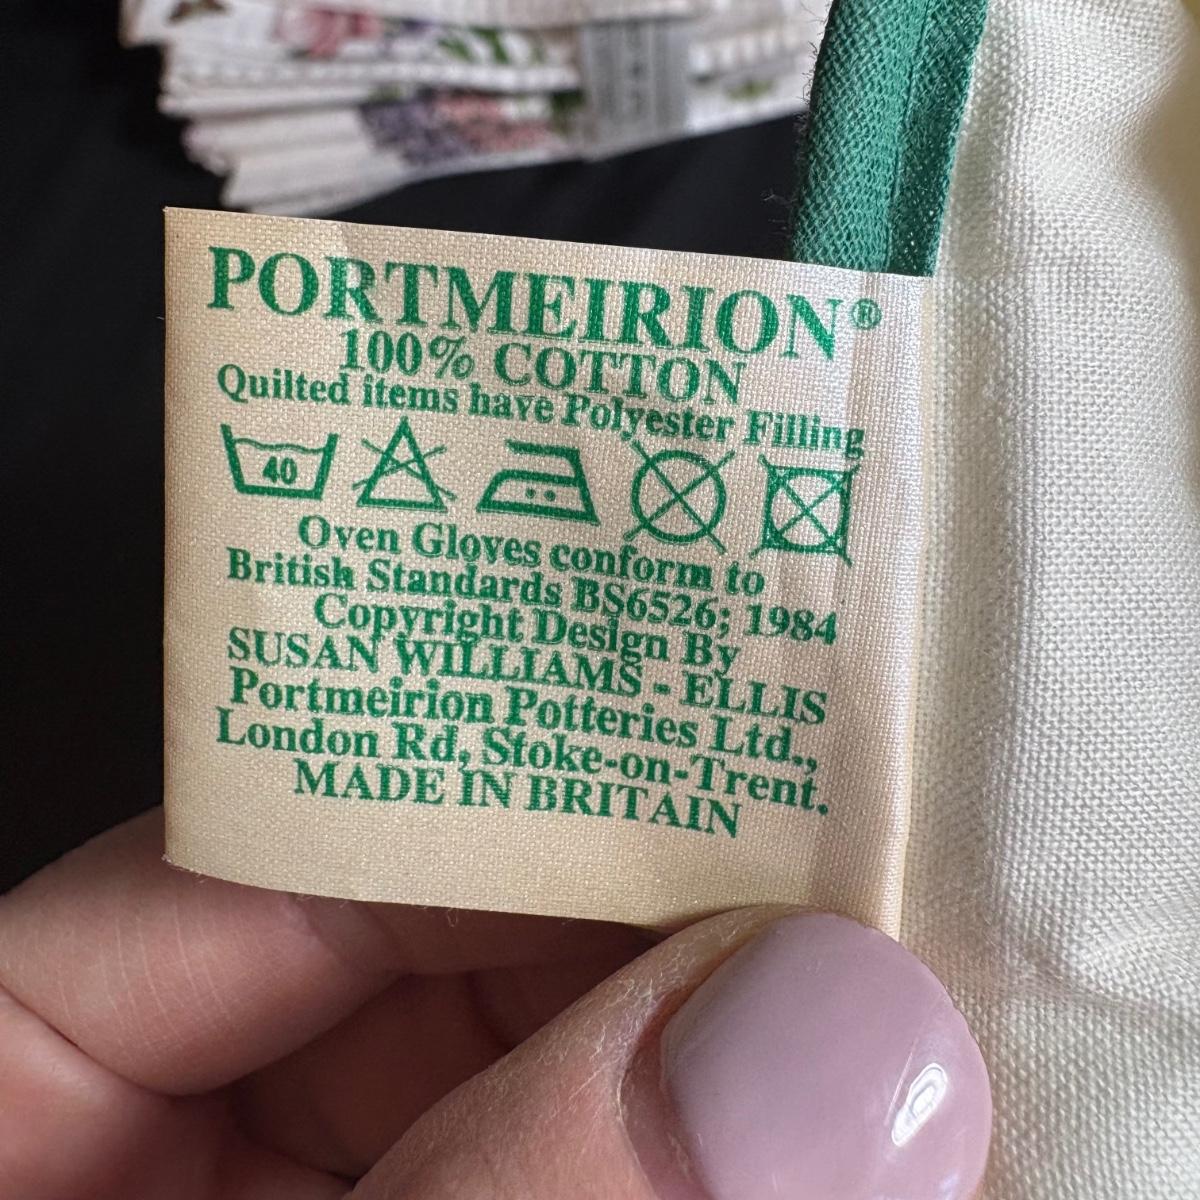 PORTMEIRION®
100% COTTON
Quilted items have Polyester Filling
40
Oven Gloves conform to
British Standards BS6526; 1984
Copyright Design By
SUSAN WILLIAMS - ELLIS
Portmeirion Potteries Ltd.,
London Rd, Stoke-on-Trent.
MADE IN BRITAIN